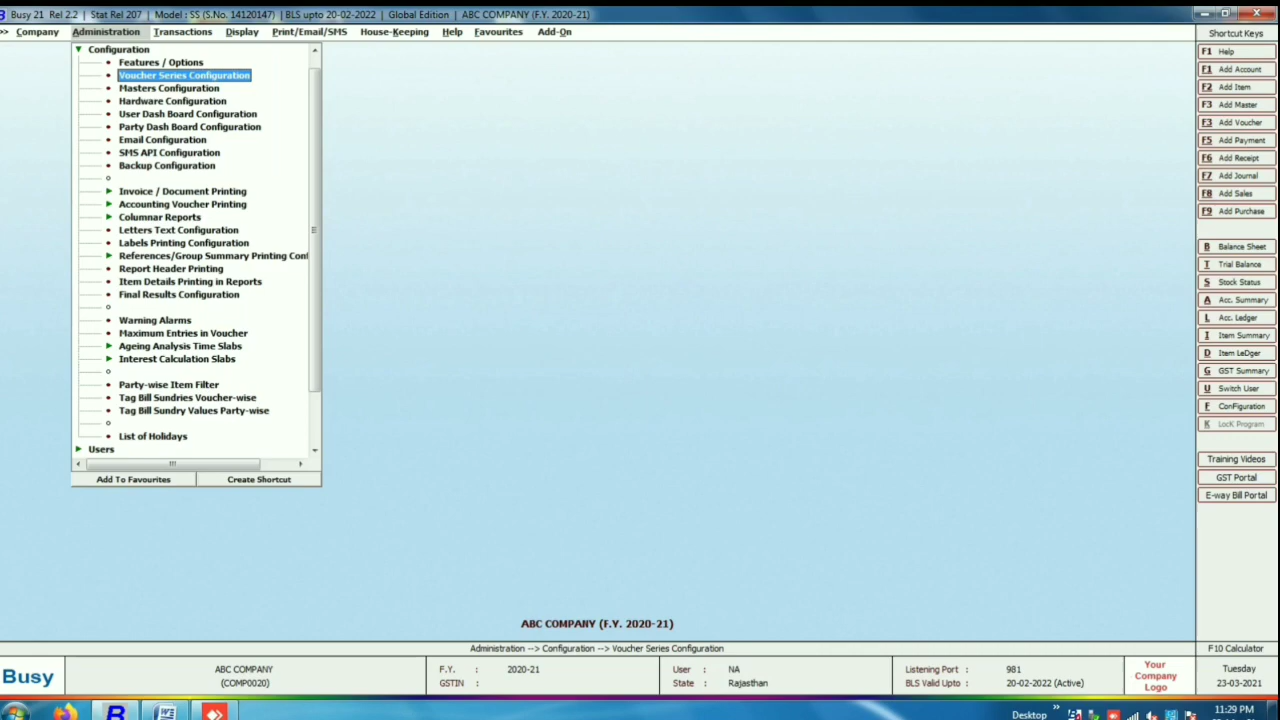 Busy 21 Rel 2.2 | Stat Rel 207 | Model : SS (S.No. 14120147) | BLS upto 20-02-2022 | Global Edition | ABC COMPANY (F.Y. 2020-21)
>> Company Administration Transactions Display Print/Email/SMS House-Keeping Help Favourites Add-On
Configuration
Features / Options
Voucher Series Configuration
Masters Configuration
Hardware Configuration
User Dash Board Configuration
Party Dash Board Configuration
Email Configuration
SMS API Configuration
Backup Configuration
Invoice / Document Printing
Accounting Voucher Printing
Columnar Reports
Letters Text Configuration
Labels Printing Configuration
References/Group Summary Printing Conf
Report Header Printing
Item Details Printing in Reports
Final Results Configuration
Warning Alarms
Maximum Entries in Voucher
Ageing Analysis Time Slabs
Interest Calculation Slabs
Party-wise Item Filter
Tag Bill Sundries Voucher-wise
Tag Bill Sundry Values Party-wise
List of Holidays
Users
Add To Favourites Create Shortcut
Shortcut Keys
F1 Help
F1 Add Account
F2 Add Item
F3 Add Master
F3 Add Voucher
F5 Add Payment
F6 Add Receipt
F7 Add Journal
F8 Add Sales
F9 Add Purchase
B Balance Sheet
T Trial Balance
S Stock Status
A Acc. Summary
L Acc. Ledger
I Item Summary
D Item LeDger
G GST Summary
U Switch User
F ConFiguration
K LocK Program
Training Videos
GST Portal
E-way Bill Portal
ABC COMPANY (F.Y. 2020-21)
Administration --> Configuration --> Voucher Series Configuration
F10 Calculator
Busy
ABC COMPANY
(COMP0020)
F.Y. : 2020-21
GSTIN :
User : NA
State : Rajasthan
Listening Port : 981
BLS Valid Upto : 20-02-2022 (Active)
Your
Company
Logo
Tuesday
23-03-2021
Desktop
11:29 PM